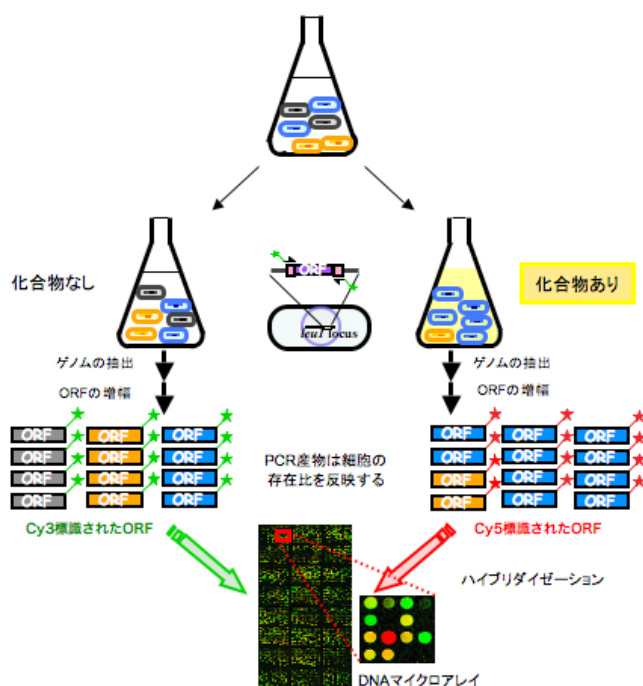 化合物なし
ORF
化合物あり
leu1 locus
ゲノムの抽出
ORFの増幅
ゲノムの抽出
ORFの増幅
ORF ORF ORF
ORF ORF ORF
ORF ORF ORF
ORF ORF ORF
ORF ORF ORF
ORF ORF ORF
ORF ORF ORF
ORF ORF ORF
PCR産物は細胞の
存在比を反映する
Cy3標識されたORF
Cy5標識されたORF
ハイブリダイゼーション
DNAマイクロアレイ